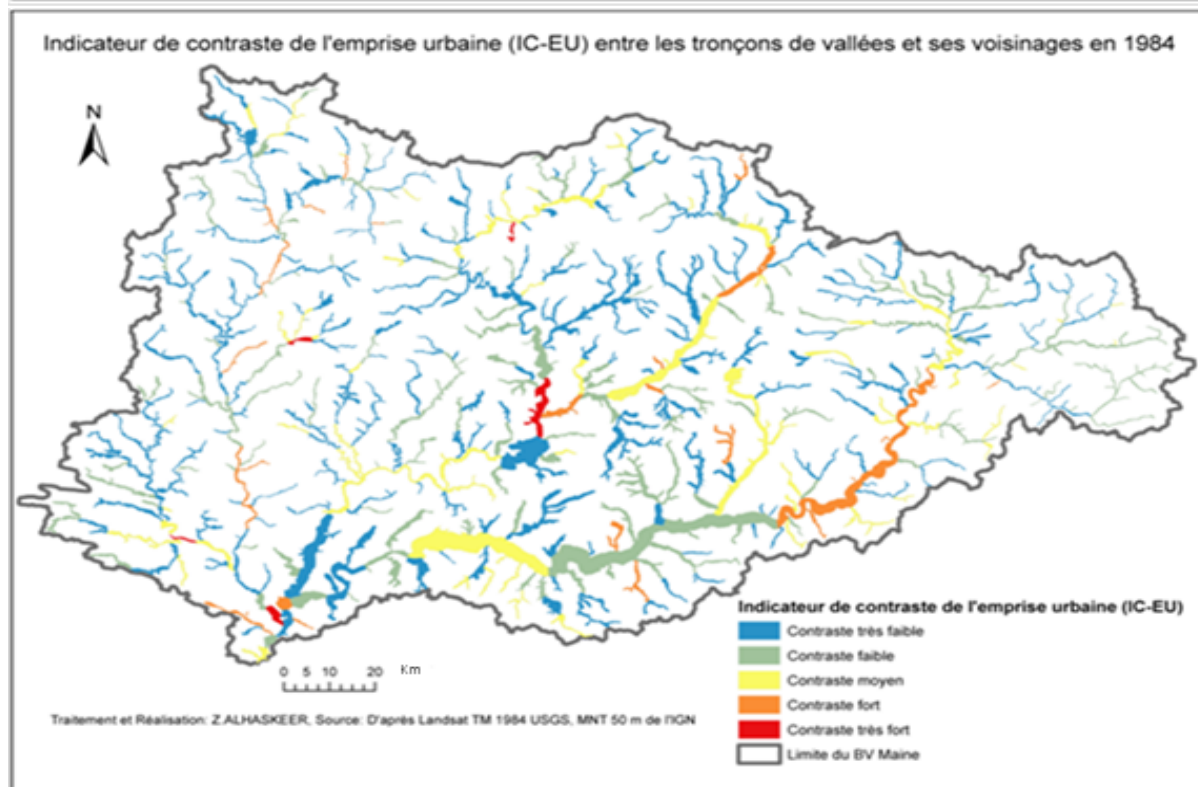 Indicateur de contraste de l'emprise urbaine (IC-EU) entre les tronçons de vallées et ses voisinages en 1984
N
Indicateur de contraste de l'emprise urbaine (IC-EU)
Contraste très faible
Contraste faible
Contraste moyen
Contraste fort
Contraste très fort
Limite du BV Maine
0 5 10 20 Km
Traitement et Réalisation: Z.ALHASKEER, Source: D'après Landsat TM 1984 USGS, MNT 50 m de l'IGN